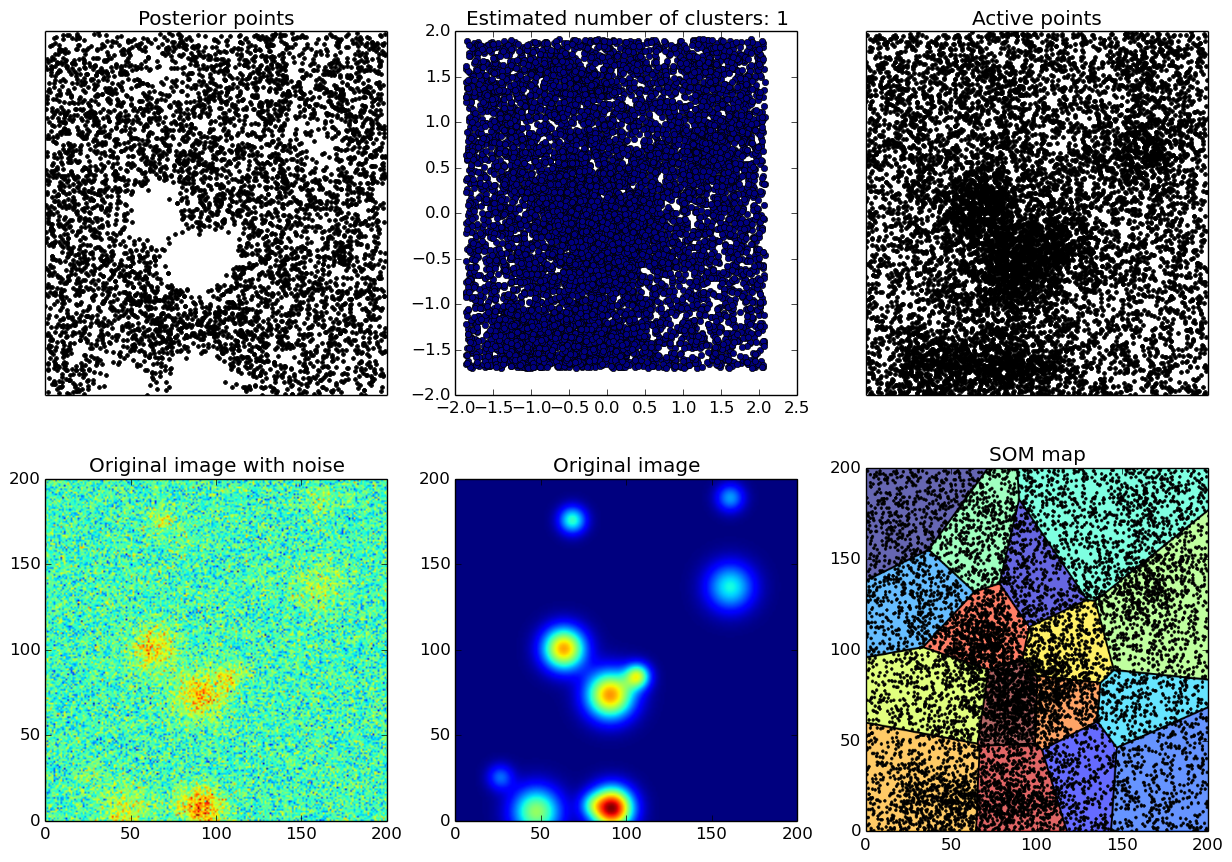 Posterior points
Estimated number of clusters: 1
Active points
2.0
1.5
1.0
0.5
0.0
−0.5
−1.0
−1.5
−2.0
−2.0 −1.5 −1.0 −0.5 0.0 0.5 1.0 1.5 2.0 2.5
Original image with noise
Original image
SOM map
200
150
100
50
0
0 50 100 150 200
200
150
100
50
0
0 50 100 150 200
200
150
100
50
0
0 50 100 150 200